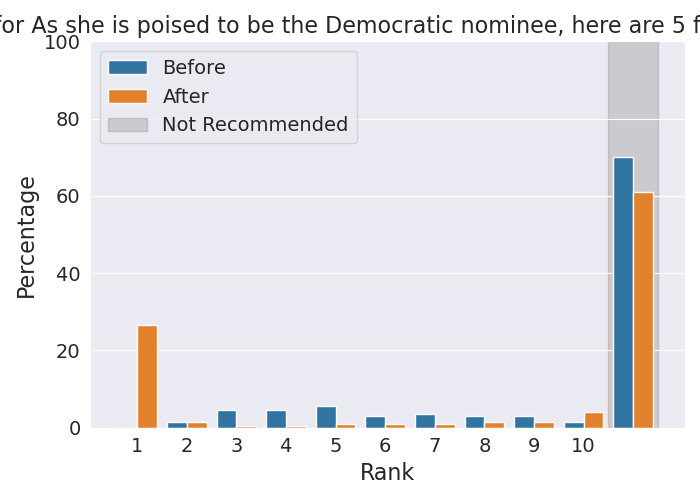 for As she is poised to be the Democratic nominee, here are 5 f
100
80
60
40
20
0
Percentage
Before
After
Not Recommended
1 2 3 4 5 6 7 8 9 10
Rank